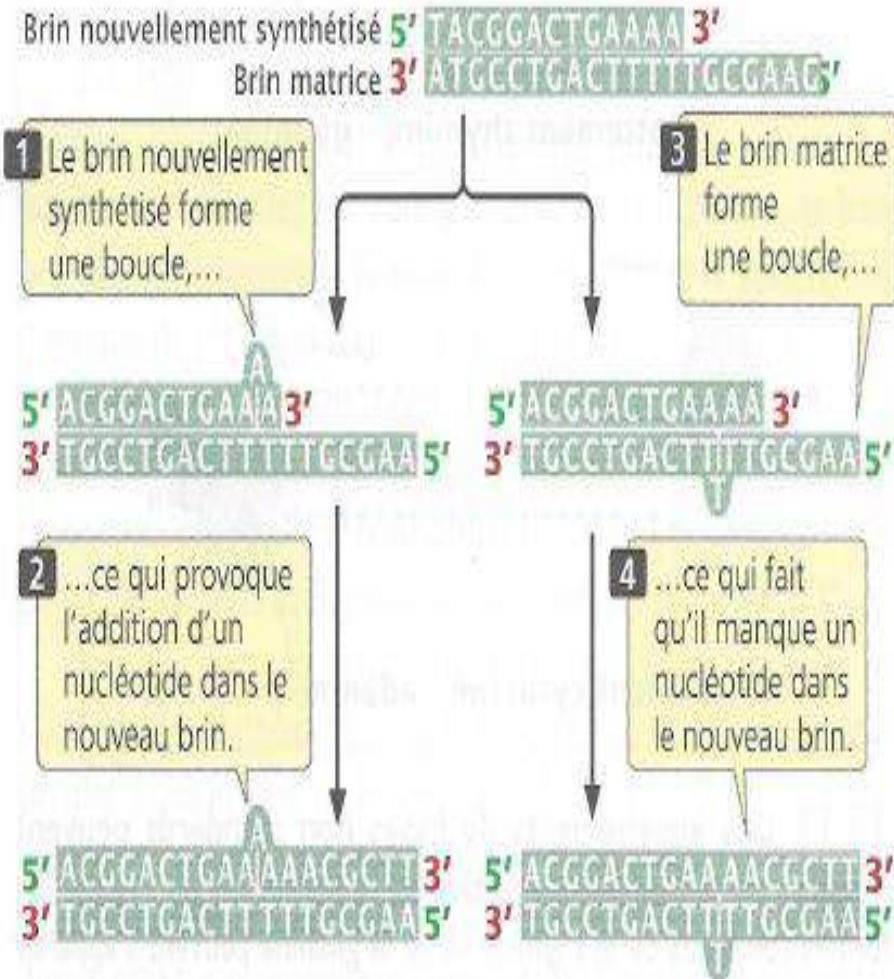 Brin nouvellement synthétisé 5' TACGGACTGAAAA 3'
Brin matrice 3' ATGCCTGACTTTTTGCGAAG 5'
1 Le brin nouvellement
synthétisé forme
une boucle,...
3 Le brin matrice
forme
une boucle,...
A
5' ACGGACTGAAA 3'
3' TGCCTGACTTTTTGCGAA 5'
5' ACGGACTGAAAA 3'
3' TGCCTGACTTTTGCGAA 5'
T
2 ...ce qui provoque
l'addition d'un
nucléotide dans le
nouveau brin.
4 ...ce qui fait
qu'il manque un
nucléotide dans
le nouveau brin.
A
5' ACGGACTGAAAAACGCTT 3'
3' TGCCTGACTTTTTGCGAA 5'
5' ACGGACTGAAAACGCTT 3'
3' TGCCTGACTTTTGCGAA 5'
T